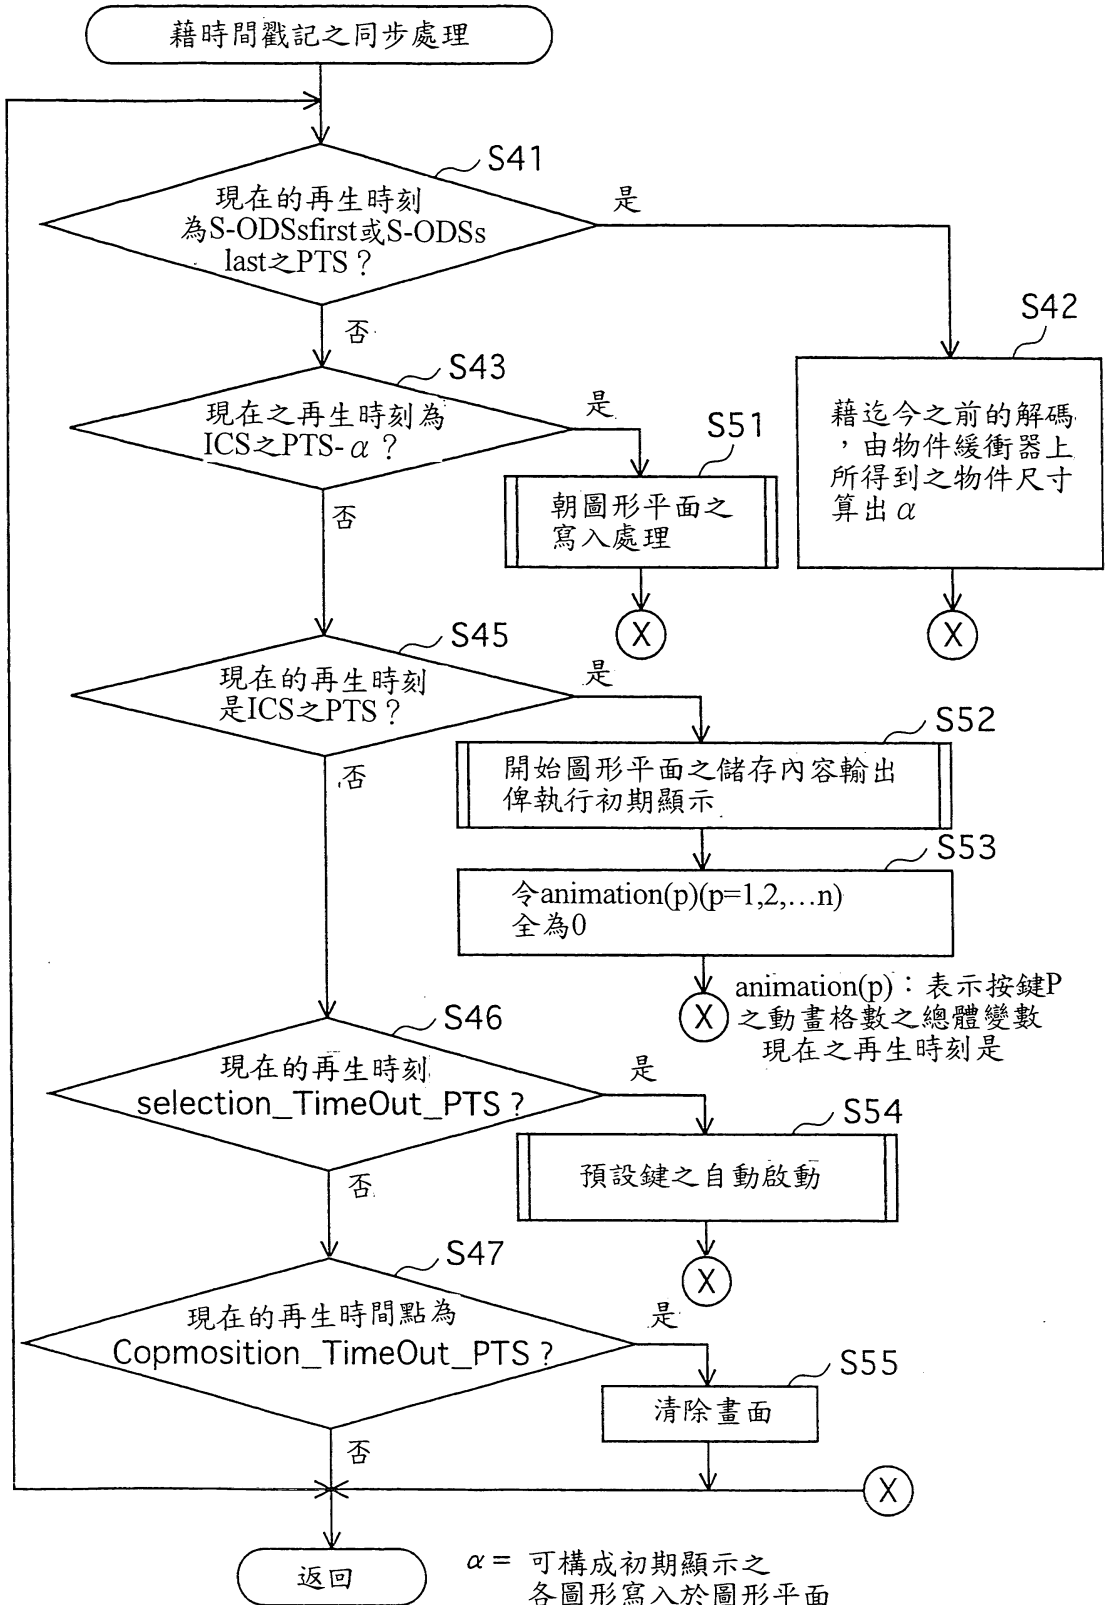 藉時間戳記之同步處理
S41
現在的再生時刻
為S-ODSsfirst或S-ODSs
last之PTS？
是
否
S42
藉迄今之前的解碼
，由物件緩衝器上
所得到之物件尺寸
算出α
X
S43
現在之再生時刻為
ICS之PTS-α？
是
否
S51
朝圖形平面之
寫入處理
X
S45
現在的再生時刻
是ICS之PTS？
是
否
S52
開始圖形平面之儲存內容輸出
俾執行初期顯示
S53
令animation(p)(p=1,2,…n)
全為0
X
animation(p)：表示按鍵P
之動畫格數之總體變數
現在之再生時刻是
S46
現在的再生時刻
selection_TimeOut_PTS？
是
否
S54
預設鍵之自動啟動
X
S47
現在的再生時間點為
Copmosition_TimeOut_PTS？
是
否
S55
清除畫面
X
返回
α＝ 可構成初期顯示之
各圖形寫入於圖形平面